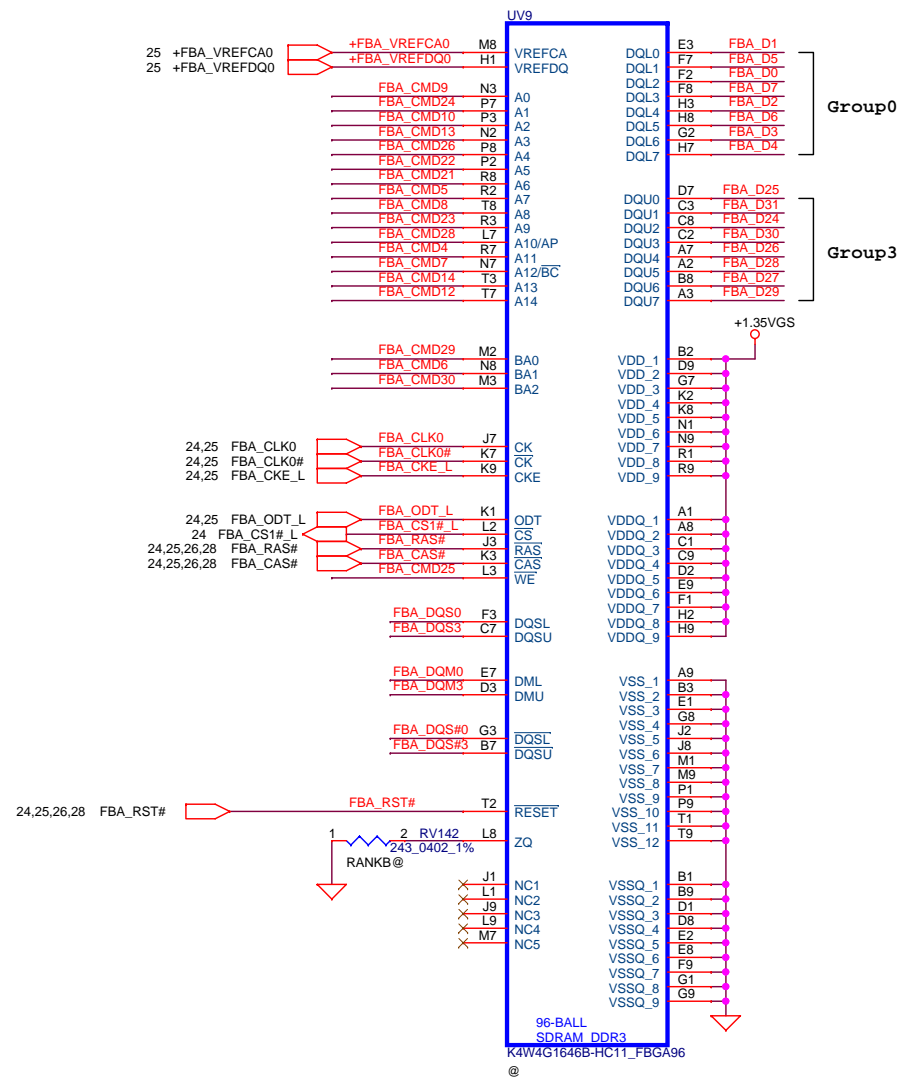 UV9
25 +FBA_VREFCA0 +FBA_VREFCA0 M8 VREFCA DQL0 E3 FBA_D1
25 +FBA_VREFDQ0 +FBA_VREFDQ0 H1 VREFDQ DQL1 F7 FBA_D5
DQL2 F2 FBA_D0
FBA_CMD9 N3 A0 DQL3 F8 FBA_D7
FBA_CMD24 P7 A1 DQL4 H3 FBA_D2 Group0
FBA_CMD10 P3 A2 DQL5 H8 FBA_D6
FBA_CMD13 N2 A3 DQL6 G2 FBA_D3
FBA_CMD26 P8 A4 DQL7 H7 FBA_D4
FBA_CMD22 P2 A5
FBA_CMD21 R8 A6
FBA_CMD5 R2 A7 DQU0 D7 FBA_D25
FBA_CMD8 T8 A8 DQU1 C3 FBA_D31
FBA_CMD23 R3 A9 DQU2 C8 FBA_D24
FBA_CMD28 L7 A10/AP DQU3 C2 FBA_D30
FBA_CMD4 R7 A11 DQU4 A7 FBA_D26 Group3
FBA_CMD7 N7 A12/BC DQU5 A2 FBA_D28
FBA_CMD14 T3 A13 DQU6 B8 FBA_D27
FBA_CMD12 T7 A14 DQU7 A3 FBA_D29
+1.35VGS
FBA_CMD29 M2 BA0 VDD_1 B2
FBA_CMD6 N8 BA1 VDD_2 D9
FBA_CMD30 M3 BA2 VDD_3 G7
VDD_4 K2
VDD_5 K8
VDD_6 N1
24,25 FBA_CLK0 FBA_CLK0 J7 CK VDD_7 N9
24,25 FBA_CLK0# FBA_CLK0# K7 CK VDD_8 R1
24,25 FBA_CKE_L FBA_CKE_L K9 CKE VDD_9 R9
24,25 FBA_ODT_L FBA_ODT_L K1 ODT VDDQ_1 A1
24 FBA_CS1#_L FBA_CS1#_L L2 CS VDDQ_2 A8
24,25,26,28 FBA_RAS# FBA_RAS# J3 RAS VDDQ_3 C1
24,25,26,28 FBA_CAS# FBA_CAS# K3 CAS VDDQ_4 C9
FBA_CMD25 L3 WE VDDQ_5 D2
VDDQ_6 E9
VDDQ_7 F1
FBA_DQS0 F3 DQSL VDDQ_8 H2
FBA_DQS3 C7 DQSU VDDQ_9 H9
FBA_DQM0 E7 DML VSS_1 A9
FBA_DQM3 D3 DMU VSS_2 B3
VSS_3 E1
VSS_4 G8
FBA_DQS#0 G3 DQSL VSS_5 J2
FBA_DQS#3 B7 DQSU VSS_6 J8
VSS_7 M1
VSS_8 M9
VSS_9 P1
24,25,26,28 FBA_RST# FBA_RST# T2 RESET VSS_10 P9
VSS_11 T1
1 2 RV142 L8 ZQ VSS_12 T9
243_0402_1%
RANKB@
J1 NC1 VSSQ_1 B1
L1 NC2 VSSQ_2 B9
J9 NC3 VSSQ_3 D1
L9 NC4 VSSQ_4 D8
M7 NC5 VSSQ_5 E2
VSSQ_6 E8
VSSQ_7 F9
VSSQ_8 G1
VSSQ_9 G9
96-BALL
SDRAM_DDR3
K4W4G1646B-HC11_FBGA96
@